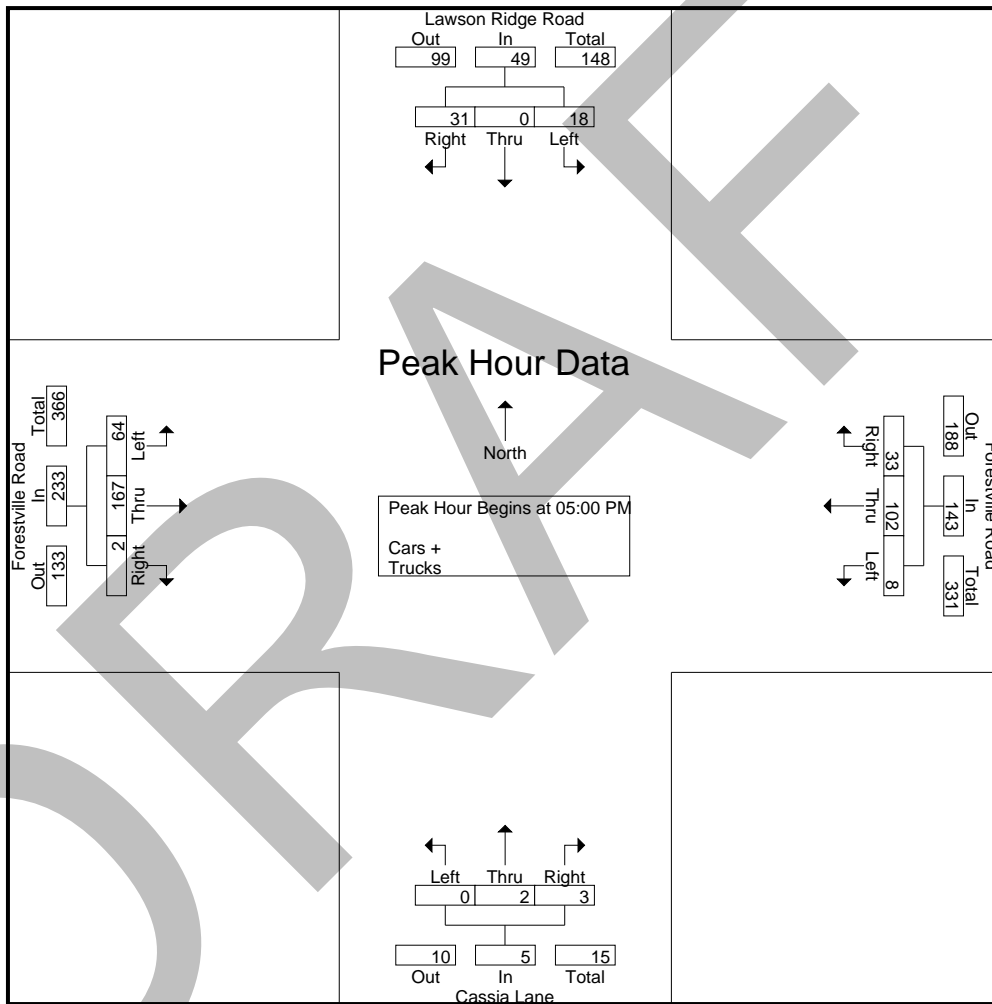 Lawson Ridge Road
Out In Total
99 49 148
31 0 18
Right Thru Left
Peak Hour Data
North
Peak Hour Begins at 05:00 PM
Cars +
Trucks
Forestville Road
Out In Total
133 233 366
2 167 64
Right Thru Left
Forestville Road
Out In Total
188 143 331
33 102 8
Right Thru Left
Left Thru Right
0 2 3
10 5 15
Out In Total
Cassia Lane
DRAF